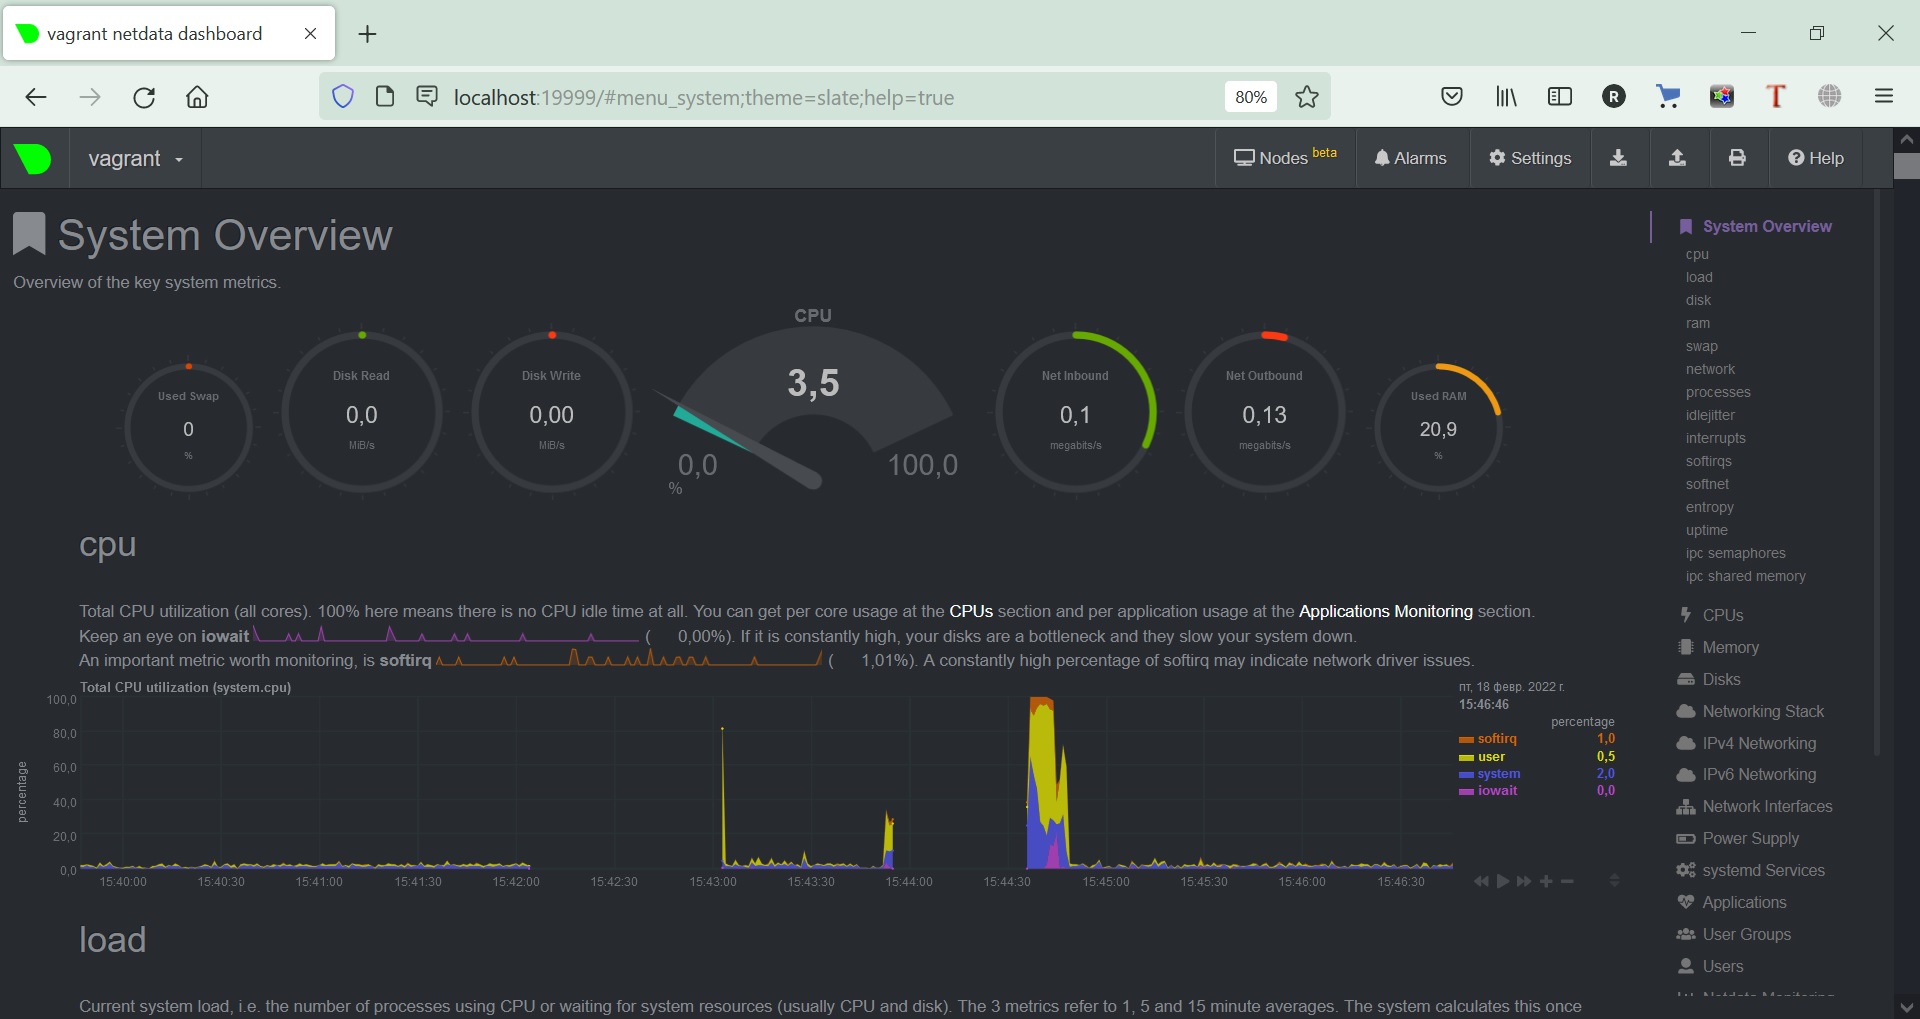 vagrant netdata dashboard
localhost:19999/#menu_system;theme=slate;help=true
80%
R
T
vagrant
Nodes beta
Alarms
Settings
Help
System Overview
Overview of the key system metrics.
Used Swap
0
%
Disk Read
0,0
MiB/s
Disk Write
0,00
MiB/s
CPU
3,5
0,0
100,0
%
Net Inbound
0,1
megabits/s
Net Outbound
0,13
megabits/s
Used RAM
20,9
%
cpu
Total CPU utilization (all cores). 100% here means there is no CPU idle time at all. You can get per core usage at the CPUs section and per application usage at the Applications Monitoring section.
Keep an eye on iowait ( 0,00%). If it is constantly high, your disks are a bottleneck and they slow your system down.
An important metric worth monitoring, is softirq ( 1,01%). A constantly high percentage of softirq may indicate network driver issues.
Total CPU utilization (system.cpu)
percentage
100,0
80,0
60,0
40,0
20,0
0,0
15:40:00 15:40:30 15:41:00 15:41:30 15:42:00 15:42:30 15:43:00 15:43:30 15:44:00 15:44:30 15:45:00 15:45:30 15:46:00 15:46:30
пт, 18 февр. 2022 г.
15:46:46
percentage
softirq 1,0
user 0,5
system 2,0
iowait 0,0
load
Current system load, i.e. the number of processes using CPU or waiting for system resources (usually CPU and disk). The 3 metrics refer to 1, 5 and 15 minute averages. The system calculates this once
System Overview
cpu
load
disk
ram
swap
network
processes
idlejitter
interrupts
softirqs
softnet
entropy
uptime
ipc semaphores
ipc shared memory
CPUs
Memory
Disks
Networking Stack
IPv4 Networking
IPv6 Networking
Network Interfaces
Power Supply
systemd Services
Applications
User Groups
Users